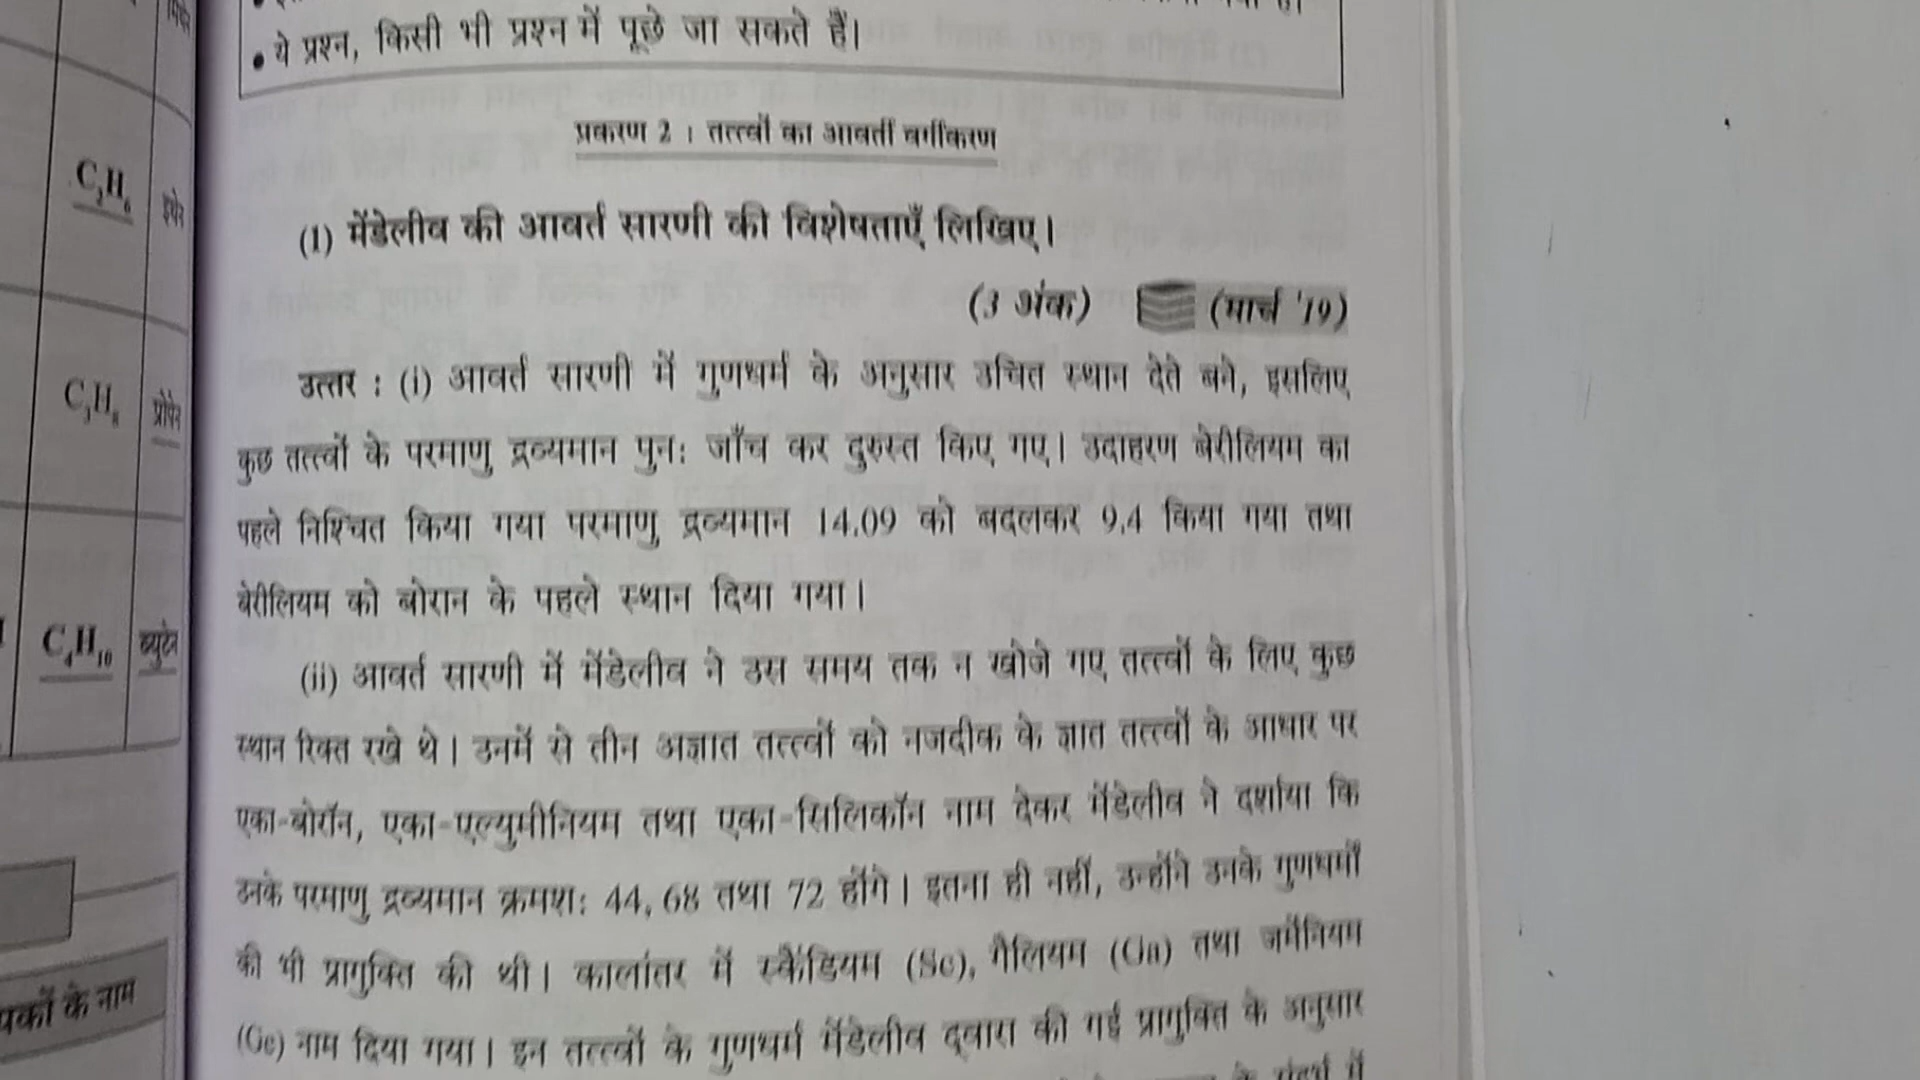 • ये प्रश्न, किसी भी प्रश्न में पूछे जा सकते हैं।
प्रकरण 2 : तत्त्वों का आवर्ती वर्गीकरण
(1) मेंडेलीव की आवर्त सारणी की विशेषताएँ लिखिए।
(3 अंक) (मार्च '19)
उत्तर : (i) आवर्त सारणी में गुणधर्म के अनुसार उचित स्थान देते बने, इसलिए
कुछ तत्त्वों के परमाणु द्रव्यमान पुनः जाँच कर दुरुस्त किए गए। उदाहरण बेरीलियम का
पहले निश्चित किया गया परमाणु द्रव्यमान 14.09 को बदलकर 9.4 किया गया तथा
बेरीलियम को बोरान के पहले स्थान दिया गया।
(ii) आवर्त सारणी में मेंडेलीव ने उस समय तक न खोजे गए तत्त्वों के लिए कुछ
स्थान रिक्त रखे थे। उनमें से तीन अज्ञात तत्त्वों को नजदीक के ज्ञात तत्त्वों के आधार पर
एका-बोरॉन, एका-एल्युमीनियम तथा एका-सिलिकॉन नाम देकर मेंडेलीव ने दर्शाया कि
उनके परमाणु द्रव्यमान क्रमशः 44, 68 तथा 72 होंगे। इतना ही नहीं, उन्होंने उनके गुणधर्मों
की भी प्रागुक्ति की थी। कालांतर में स्कैंडियम (Sc), गैलियम (Ga) तथा जर्मेनियम
(Ge) नाम दिया गया। इन तत्त्वों के गुणधर्म मेंडेलीव द्वारा की गई प्रागुक्ति के अनुसार
के संदर्भ में
C₃H₆ इथेन
C₃H₈ प्रोपेन
C₄H₁₀ ब्युटेन
के नाम